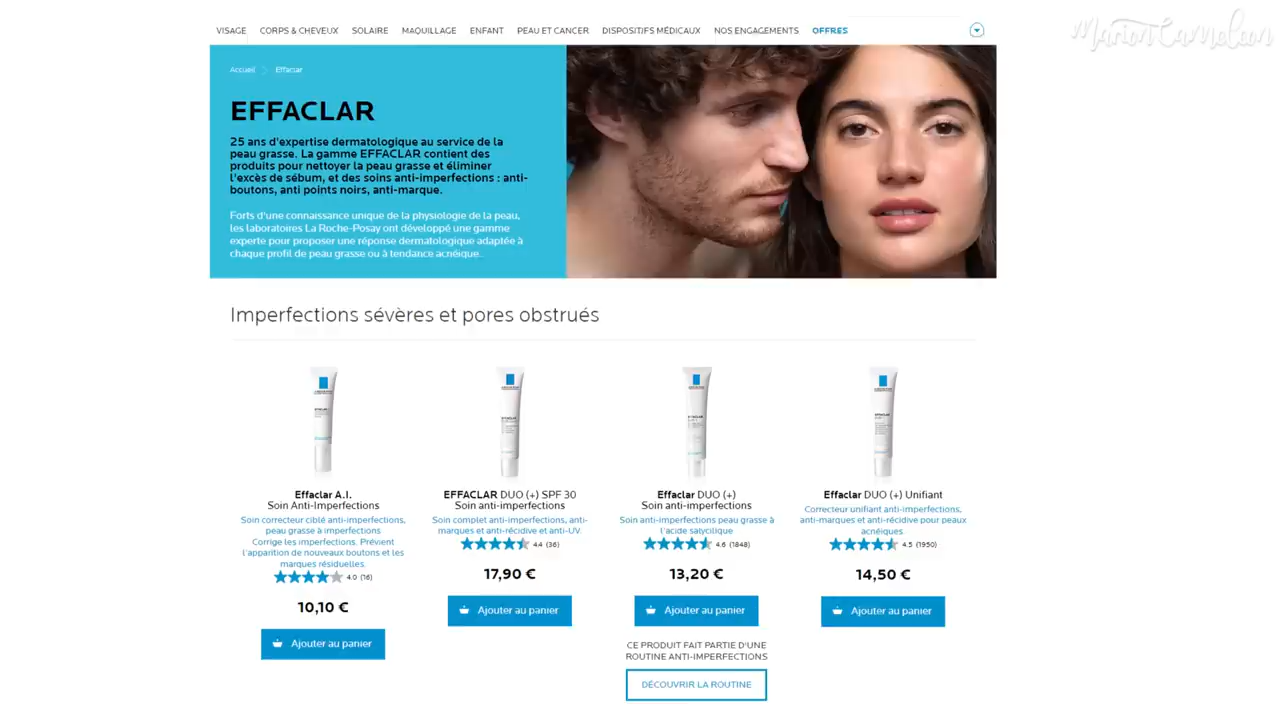 Marion Cameleon
VISAGE CORPS & CHEVEUX SOLAIRE MAQUILLAGE ENFANT PEAU ET CANCER DISPOSITIFS MÉDICAUX NOS ENGAGEMENTS OFFRES
Accueil Effaclar
EFFACLAR
25 ans d'expertise dermatologique au service de la
peau grasse. La gamme EFFACLAR contient des
produits pour nettoyer la peau grasse et éliminer
l'excès de sébum, et des soins anti-imperfections : anti-
boutons, anti points noirs, anti-marque.
Forts d'une connaissance unique de la physiologie de la peau,
les laboratoires La Roche-Posay ont développé une gamme
experte pour proposer une réponse dermatologique adaptée à
chaque profil de peau grasse ou à tendance acnéique.
Imperfections sévères et pores obstrués
Effaclar A.I.
Soin Anti-Imperfections
Soin correcteur ciblé anti-imperfections,
peau grasse à imperfections
Corrige les imperfections. Prévient
l'apparition de nouveaux boutons et les
marques résiduelles.
4.0 (16)
10,10 €
Ajouter au panier
EFFACLAR DUO (+) SPF 30
Soin anti-imperfections
Soin complet anti-imperfections, anti-
marques et anti-récidive et anti-UV.
4.4 (36)
17,90 €
Ajouter au panier
Effaclar DUO (+)
Soin anti-imperfections
Soin anti-imperfections peau grasse à
l'acide salycilique
4.6 (1848)
13,20 €
Ajouter au panier
CE PRODUIT FAIT PARTIE D'UNE
ROUTINE ANTI-IMPERFECTIONS
DÉCOUVRIR LA ROUTINE
Effaclar DUO (+) Unifiant
Correcteur unifiant anti-imperfections,
anti-marques et anti-récidive pour peaux
acnéiques.
4.5 (1950)
14,50 €
Ajouter au panier